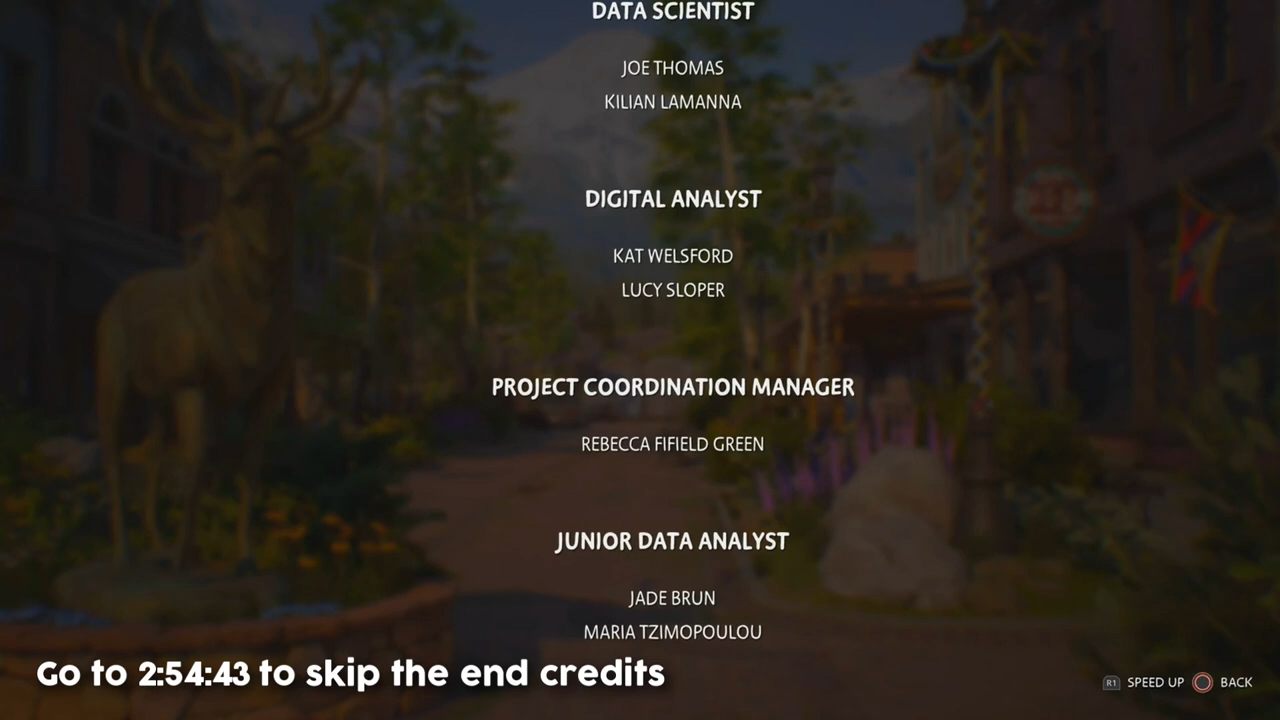 DATA SCIENTIST
JOE THOMAS
KILIAN LAMANNA
DIGITAL ANALYST
KAT WELSFORD
LUCY SLOPER
PROJECT COORDINATION MANAGER
REBECCA FIFIELD GREEN
JUNIOR DATA ANALYST
JADE BRUN
MARIA TZIMOPOULOU
Go to 2:54:43 to skip the end credits
R1 SPEED UP BACK